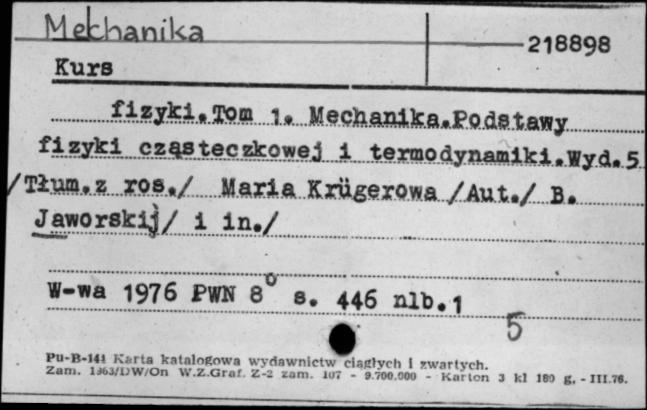 Mechanika
218898
Kurs
fizyki.Tom 1. Mechanika.Podstawy
fizyki cząsteczkowej i termodynamiki.Wyd.5
/Tłum.z ros./ Maria Krügerowa /Aut./ B.
Jaworskij/ i in./
W-wa 1976 PWN 8° s. 446 nlb.1
5
Pu-B-141 Karta katalogowa wydawnictw ciągłych i zwartych.
Zam. 1363/DW/On W.Z.Graf. Z-2 zam. 107 - 9.700.000 - Karton 3 kl 180 g. - III.76.